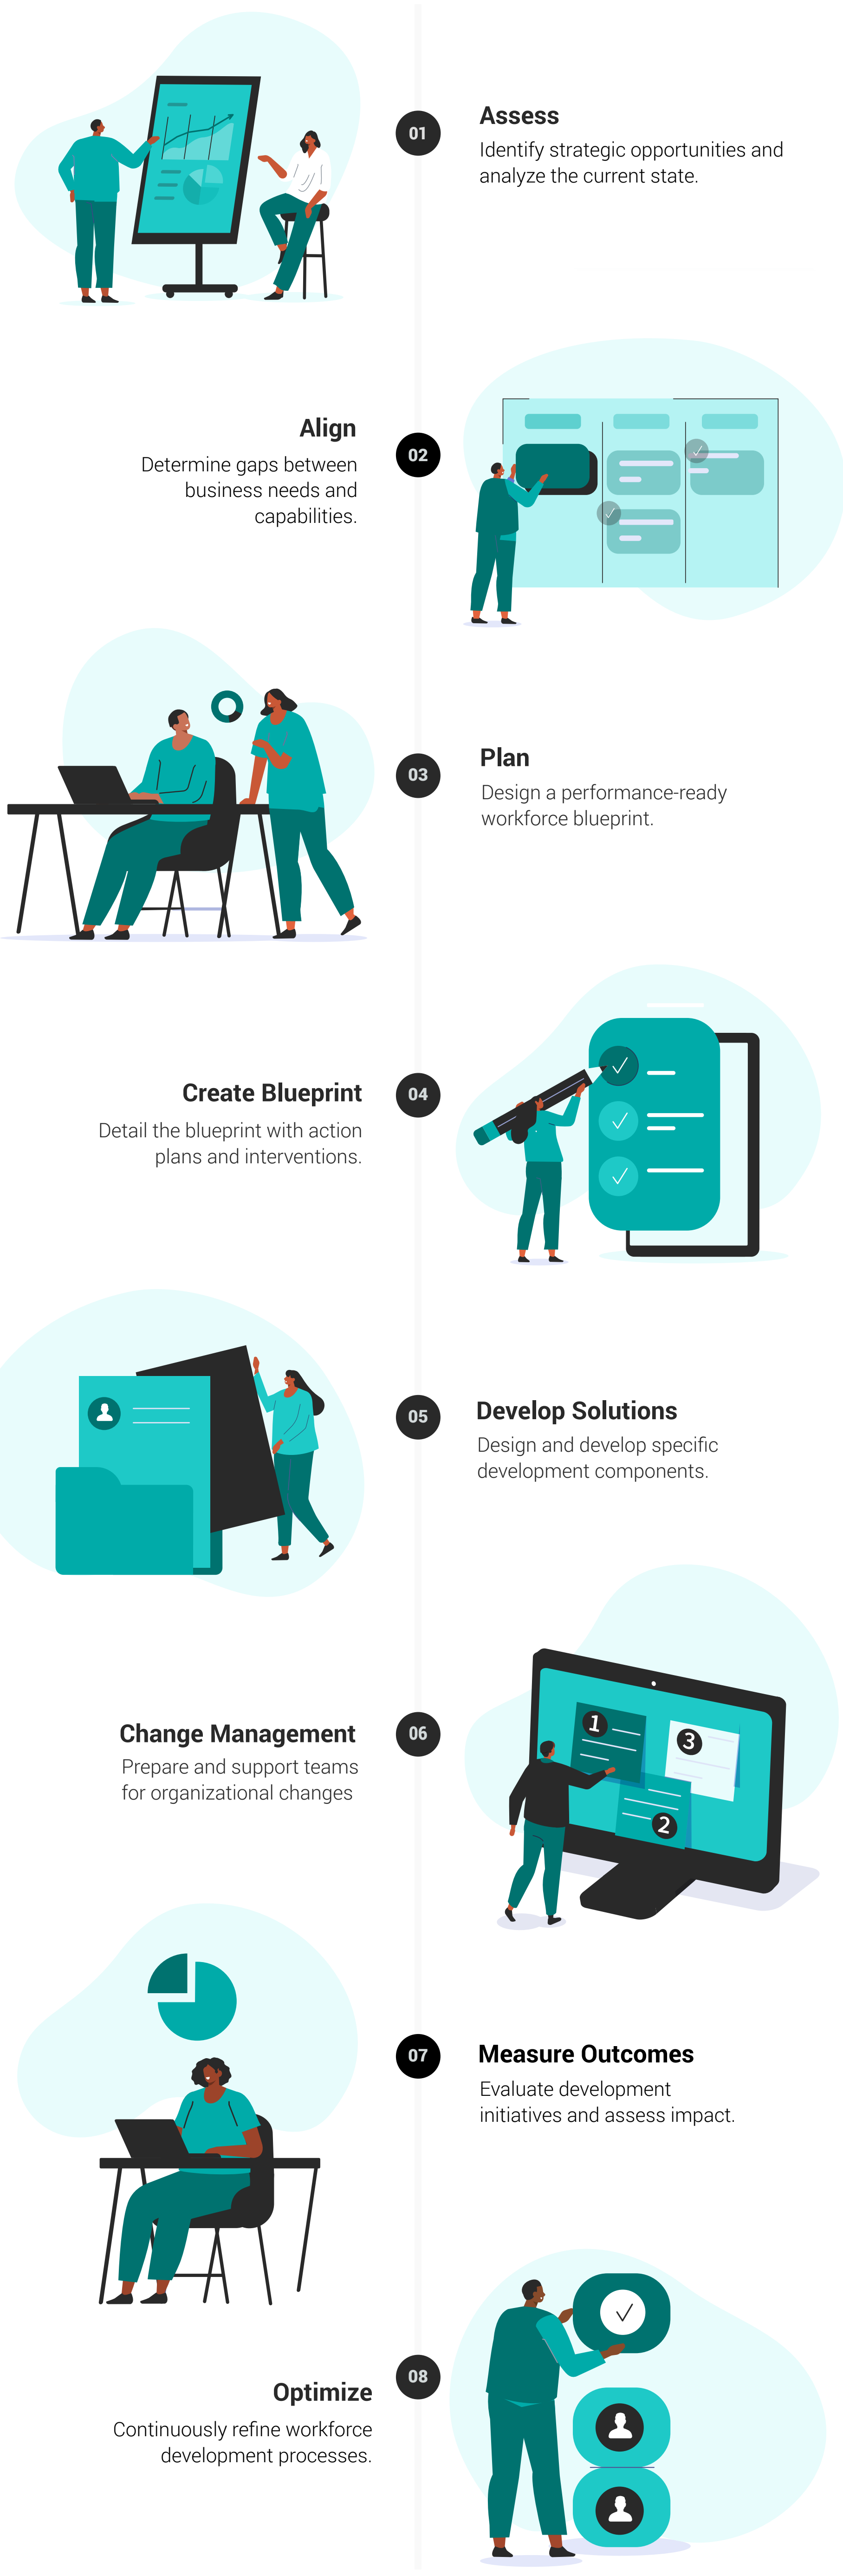 01
Assess
Identify strategic opportunities and
analyze the current state.
02
Align
Determine gaps between
business needs and
capabilities.
03
Plan
Design a performance-ready
workforce blueprint.
04
Create Blueprint
Detail the blueprint with action
plans and interventions.
05
Develop Solutions
Design and develop specific
development components.
06
Change Management
Prepare and support teams
for organizational changes
1
3
2
07
Measure Outcomes
Evaluate development
initiatives and assess impact.
08
Optimize
Continuously refine workforce
development processes.